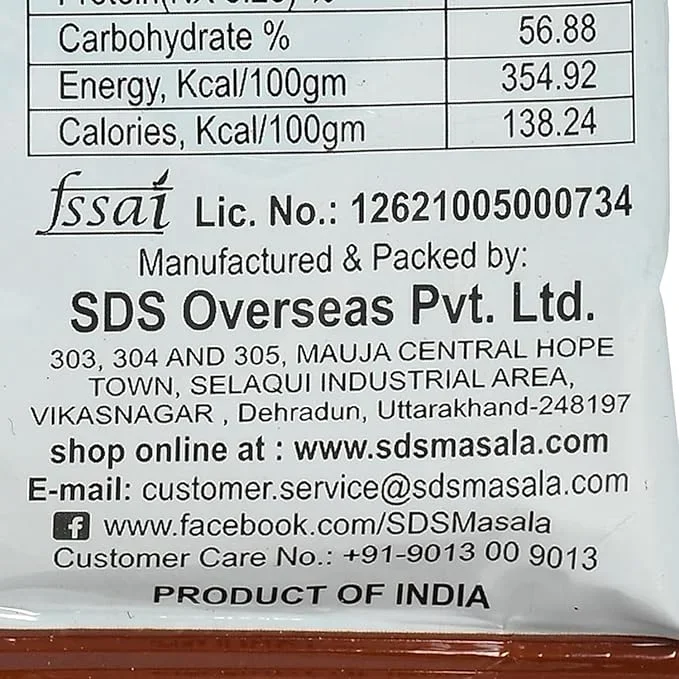 Carbohydrate % 56.88
Energy, Kcal/100gm 354.92
Calories, Kcal/100gm 138.24
fssai Lic. No.: 12621005000734
Manufactured & Packed by:
SDS Overseas Pvt. Ltd.
303, 304 AND 305, MAUJA CENTRAL HOPE
TOWN, SELAQUI INDUSTRIAL AREA,
VIKASNAGAR , Dehradun, Uttarakhand-248197
shop online at : www.sdsmasala.com
E-mail: customer.service@sdsmasala.com
f www.facebook.com/SDSMasala
Customer Care No.: +91-9013 00 9013
PRODUCT OF INDIA